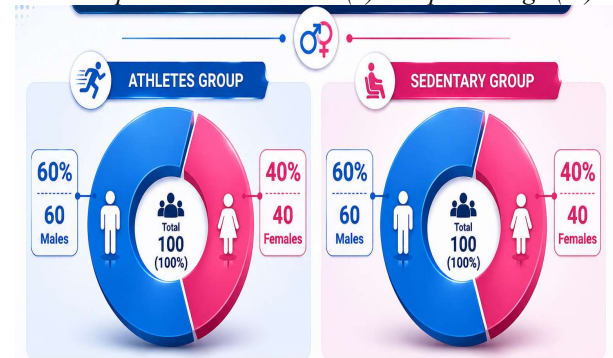 ATHLETES GROUP
60%
60
Males
Total
100
(100%)
40%
40
Females
SEDENTARY GROUP
60%
60
Males
Total
100
(100%)
40%
40
Females